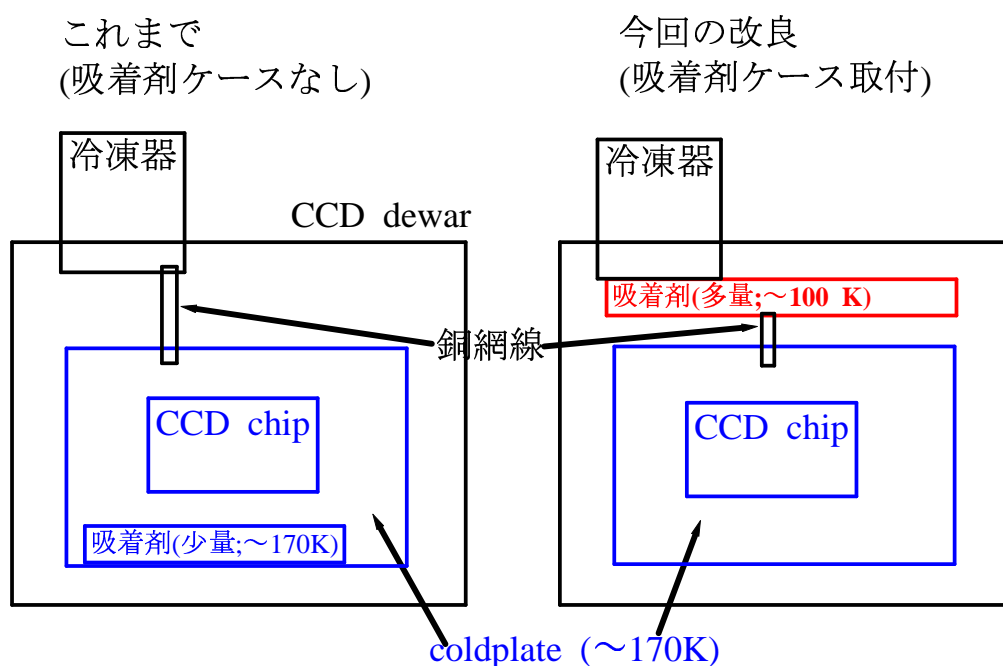 これまで
(吸着剤ケースなし)
今回の改良
(吸着剤ケース取付)
冷凍器
冷凍器
CCD dewar
吸着剤(多量;～100 K)
銅網線
CCD chip
CCD chip
吸着剤(少量;～170K)
coldplate (～170K)